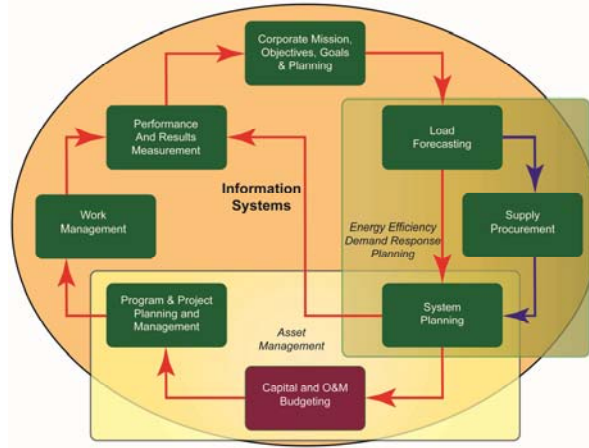 Corporate Mission,
Objectives, Goals
& Planning
Performance
And Results
Measurement
Load
Forecasting
Information
Systems
Work
Management
Energy Efficiency
Demand Response
Planning
Supply
Procurement
Program & Project
Planning and
Management
System
Planning
Asset
Management
Capital and O&M
Budgeting